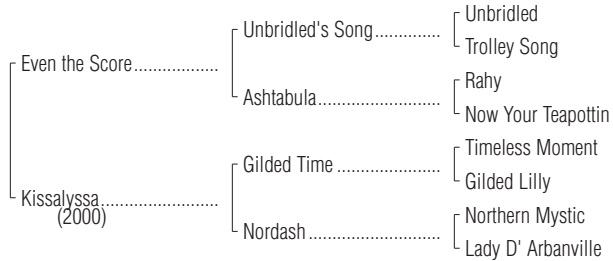 Unbridled
Unbridled's Song..............
Trolley Song
Even the Score..................
Rahy
Ashtabula..........................
Now Your Teapottin
Timeless Moment
Gilded Time ......................
Gilded Lilly
Kissalyssa.........................
(2000)
Northern Mystic
Nordash ............................
Lady D' Arbanville